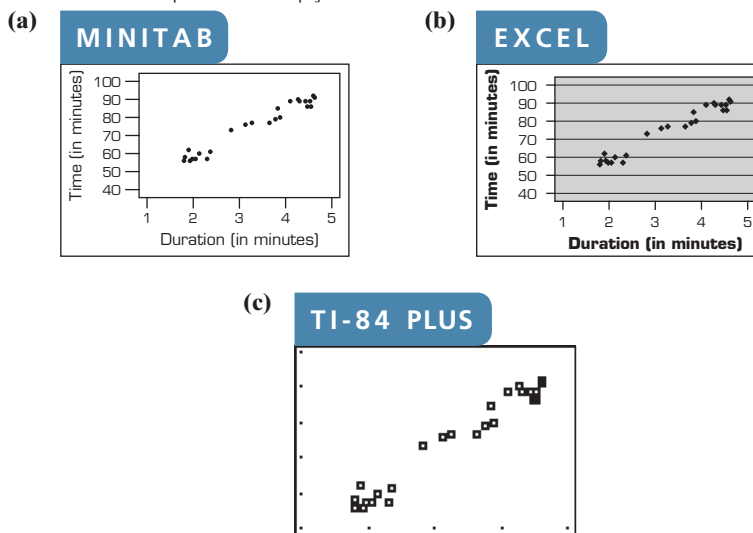 (a) MINITAB
Time (in minutes)
100
90
80
70
60
50
40
1 2 3 4 5
Duration (in minutes)
(b) EXCEL
Time (in minutes)
100
90
80
70
60
50
40
1 2 3 4 5
Duration (in minutes)
(c) TI-84 PLUS